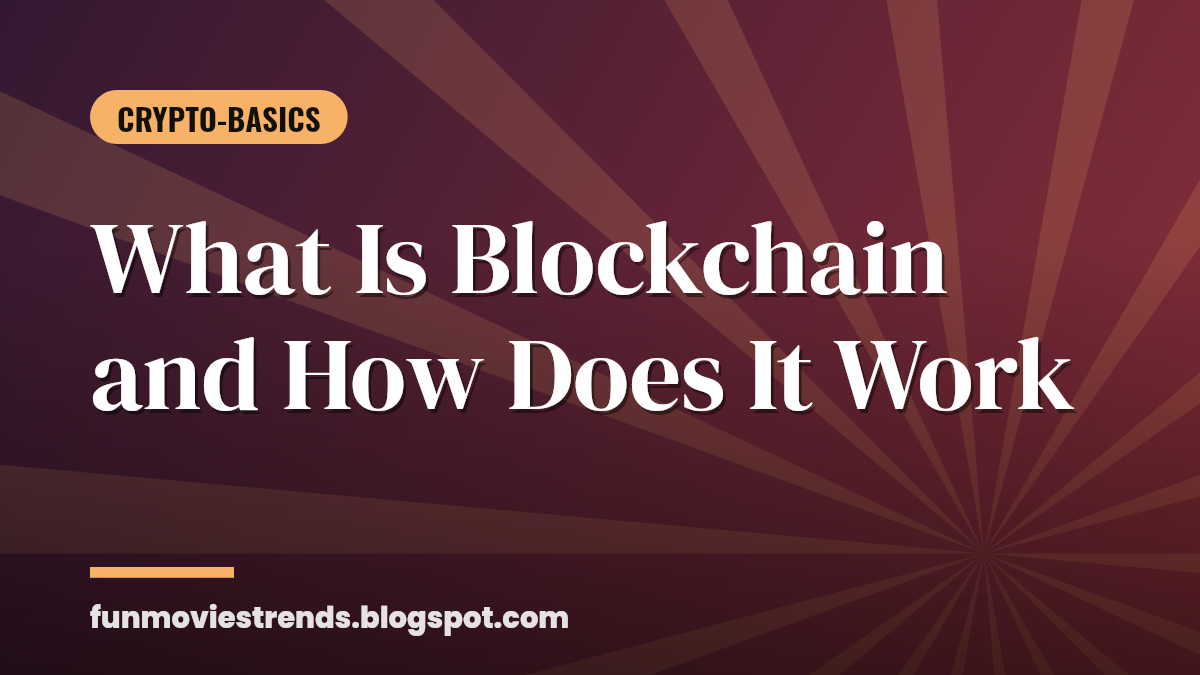 CRYPTO-BASICS
What Is Blockchain
and How Does It Work
funmoviestrends.blogspot.com